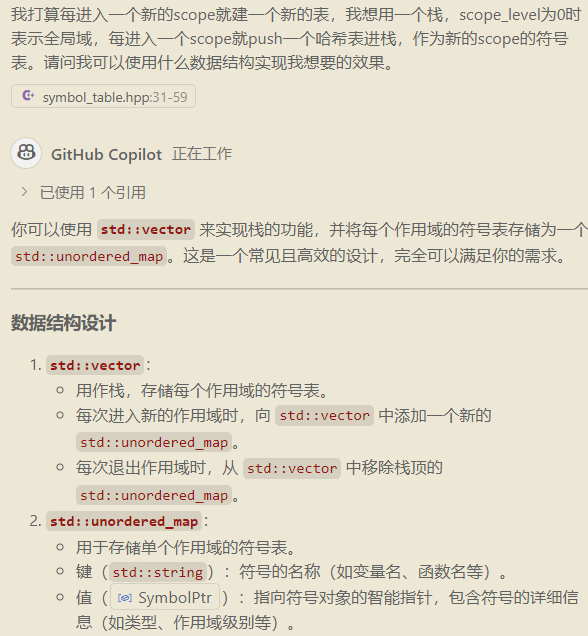 我打算每进入一个新的scope就建一个新的表，我想用一个栈，scope_level为0时
表示全局域，每进入一个scope就push一个哈希表进栈，作为新的scope的符号
表。请问我可以使用什么数据结构实现我想要的效果。
symbol_table.hpp:31-59
GitHub Copilot 正在工作
已使用 1 个引用
你可以使用 std::vector 来实现栈的功能，并将每个作用域的符号表存储为一个
std::unordered_map。这是一个常见且高效的设计，完全可以满足你的需求。
数据结构设计
1. std::vector：
用作栈，存储每个作用域的符号表。
每次进入新的作用域时，向 std::vector 中添加一个新的
std::unordered_map。
每次退出作用域时，从 std::vector 中移除栈顶的
std::unordered_map。
2. std::unordered_map：
用于存储单个作用域的符号表。
键（std::string）：符号的名称（如变量名、函数名等）。
值（SymbolPtr）：指向符号对象的智能指针，包含符号的详细信
息（如类型、作用域级别等）。